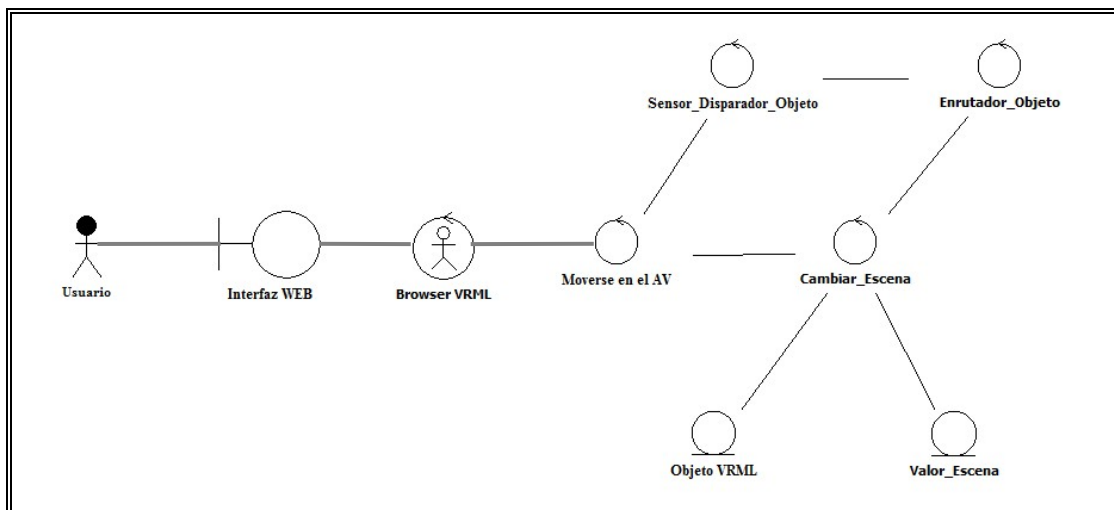 Sensor_Disparador_Objeto
Enrutador_Objeto
Usuario
Interfaz WEB
Browser VRML
Moverse en el AV
Cambiar_Escena
Objeto VRML
Valor_Escena